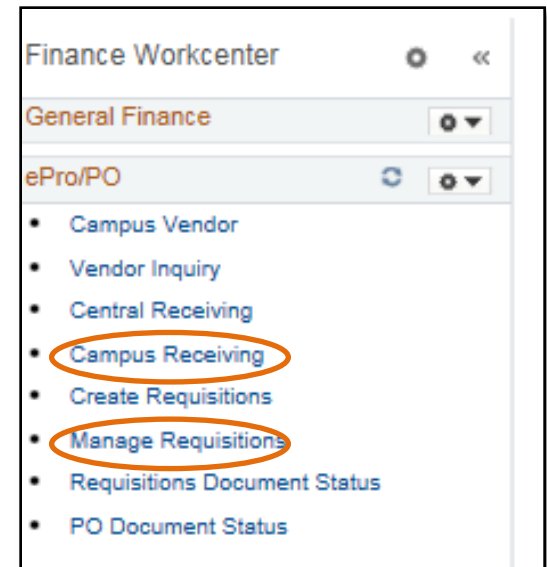 Finance Workcenter
General Finance
ePro/PO
Campus Vendor
Vendor Inquiry
Central Receiving
Campus Receiving
Create Requisitions
Manage Requisitions
Requisitions Document Status
PO Document Status